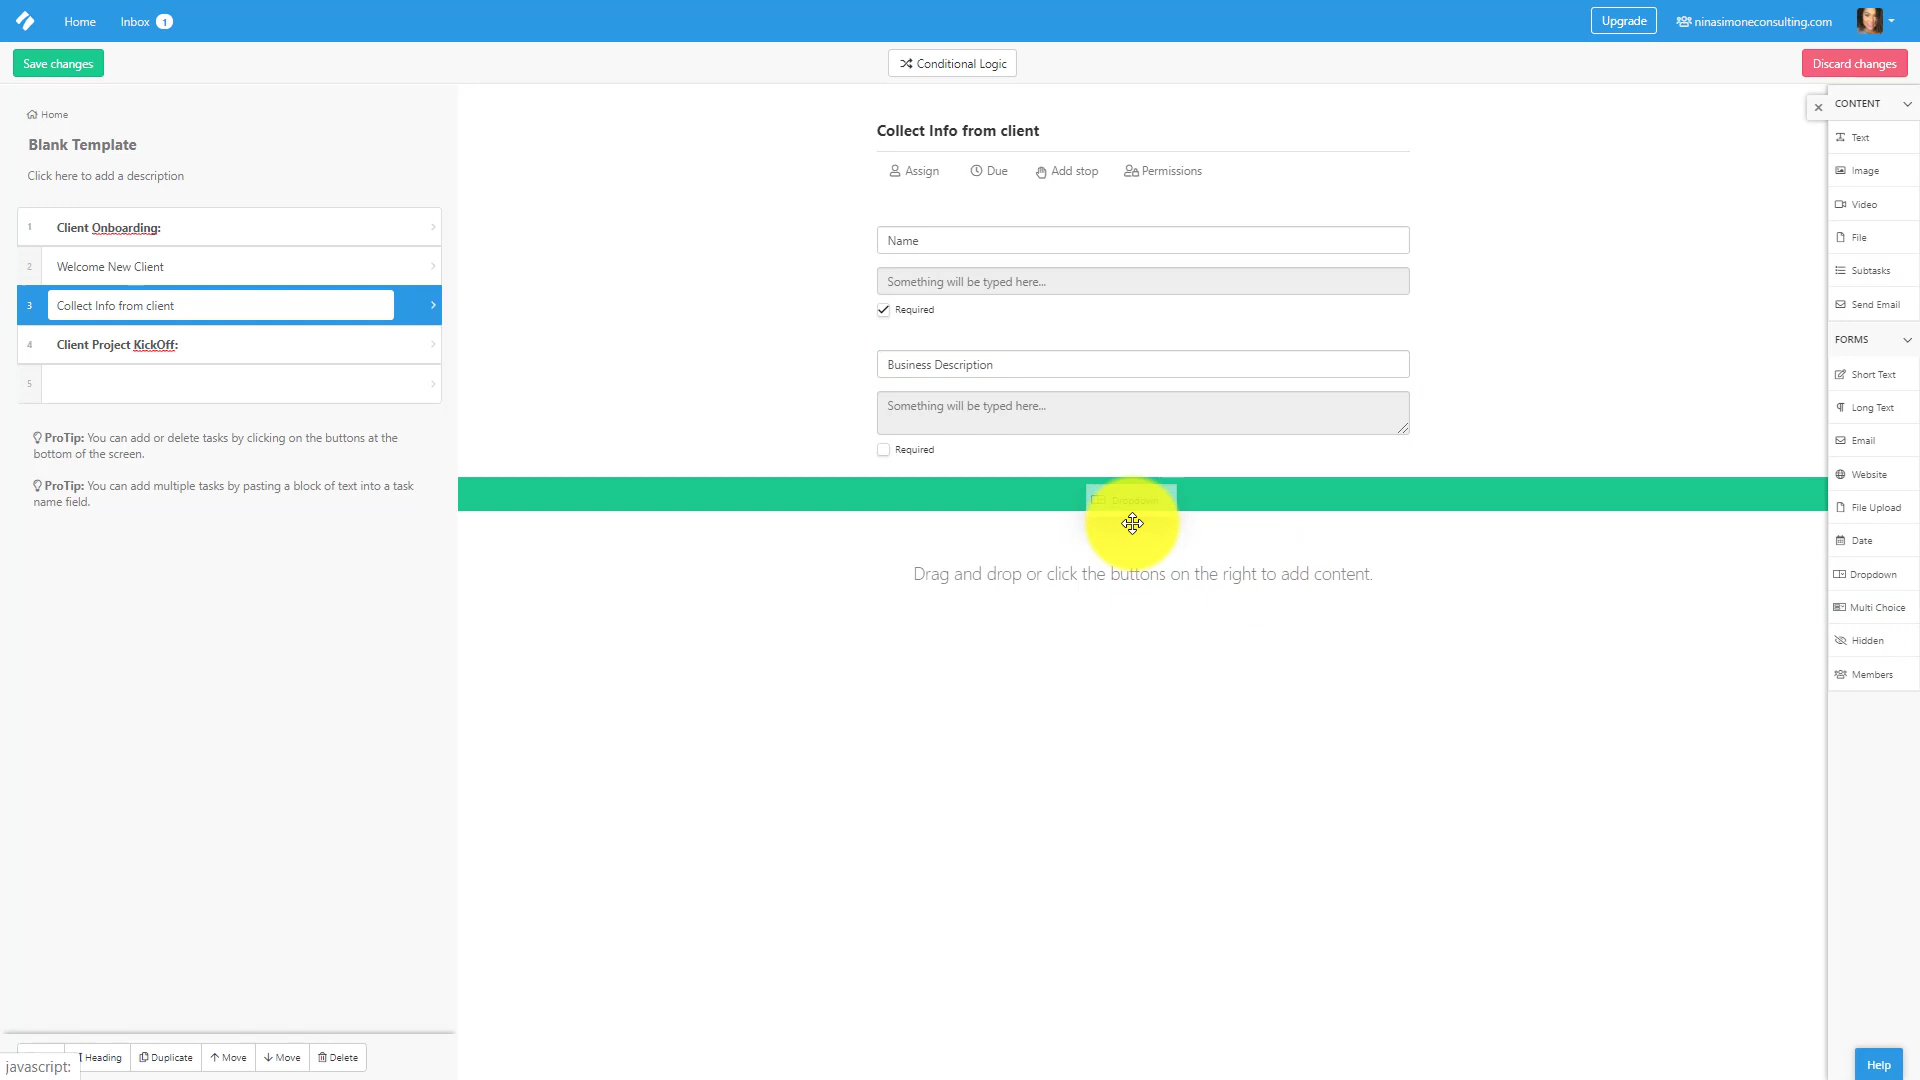 Home
Inbox 1
Upgrade
ninasimoneconsulting.com
Save changes
Conditional Logic
Discard changes
Home
Blank Template
Click here to add a description
1 Client Onboarding:
2 Welcome New Client
3 Collect Info from client
4 Client Project KickOff:
5
ProTip: You can add or delete tasks by clicking on the buttons at the
bottom of the screen.
ProTip: You can add multiple tasks by pasting a block of text into a task
name field.
Heading
Duplicate
Move
Move
Delete
javascript:
Collect Info from client
Assign
Due
Add stop
Permissions
Name
Something will be typed here...
Required
Business Description
Something will be typed here...
Required
Dropdown
Drag and drop or click the buttons on the right to add content.
CONTENT
Text
Image
Video
File
Subtasks
Send Email
FORMS
Short Text
Long Text
Email
Website
File Upload
Date
Dropdown
Multi Choice
Hidden
Members
Help